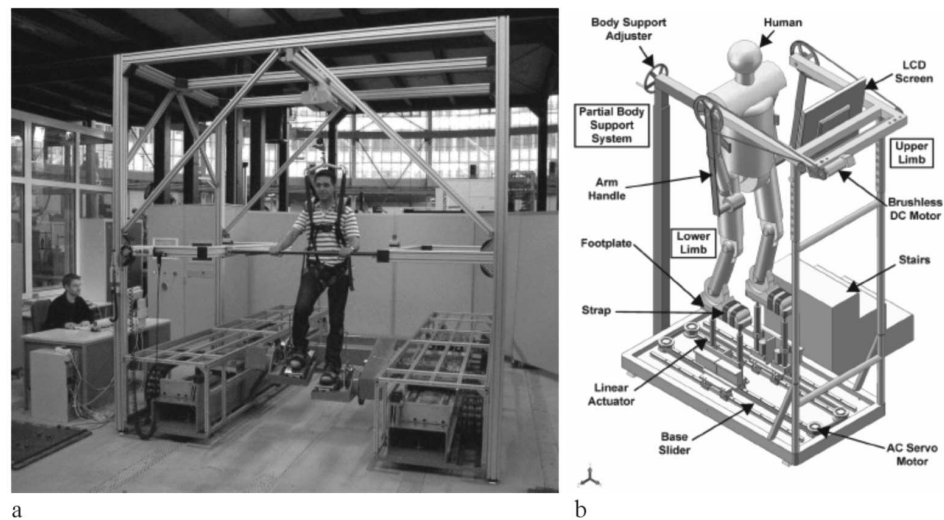 Body Support
Adjuster
Human
LCD
Screen
Partial Body
Support
System
Upper
Limb
Arm
Handle
Brushless
DC Motor
Footplate
Lower
Limb
Stairs
Strap
Linear
Actuator
Base
Slider
AC Servo
Motor
a
b